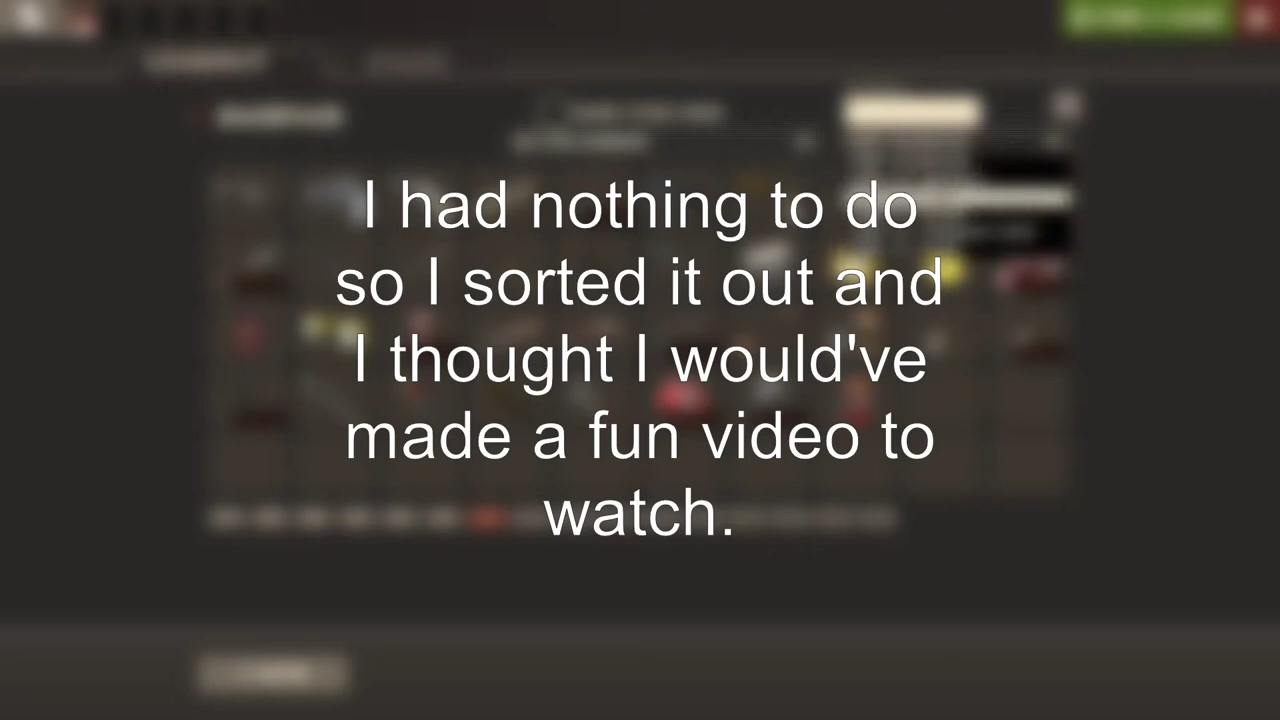 I had nothing to do
so I sorted it out and
I thought I would've
made a fun video to
watch.